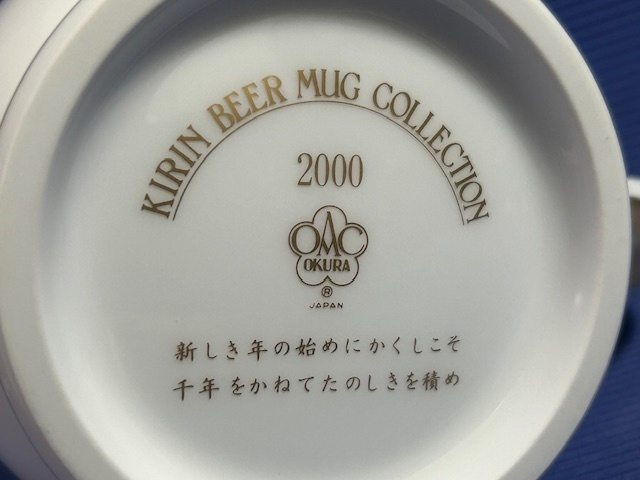 KIRIN BEER MUG COLLECTION
2000
OAC
OKURA
®
JAPAN
新しき年の始めにかくしこそ
千年をかねてたのしきを積め